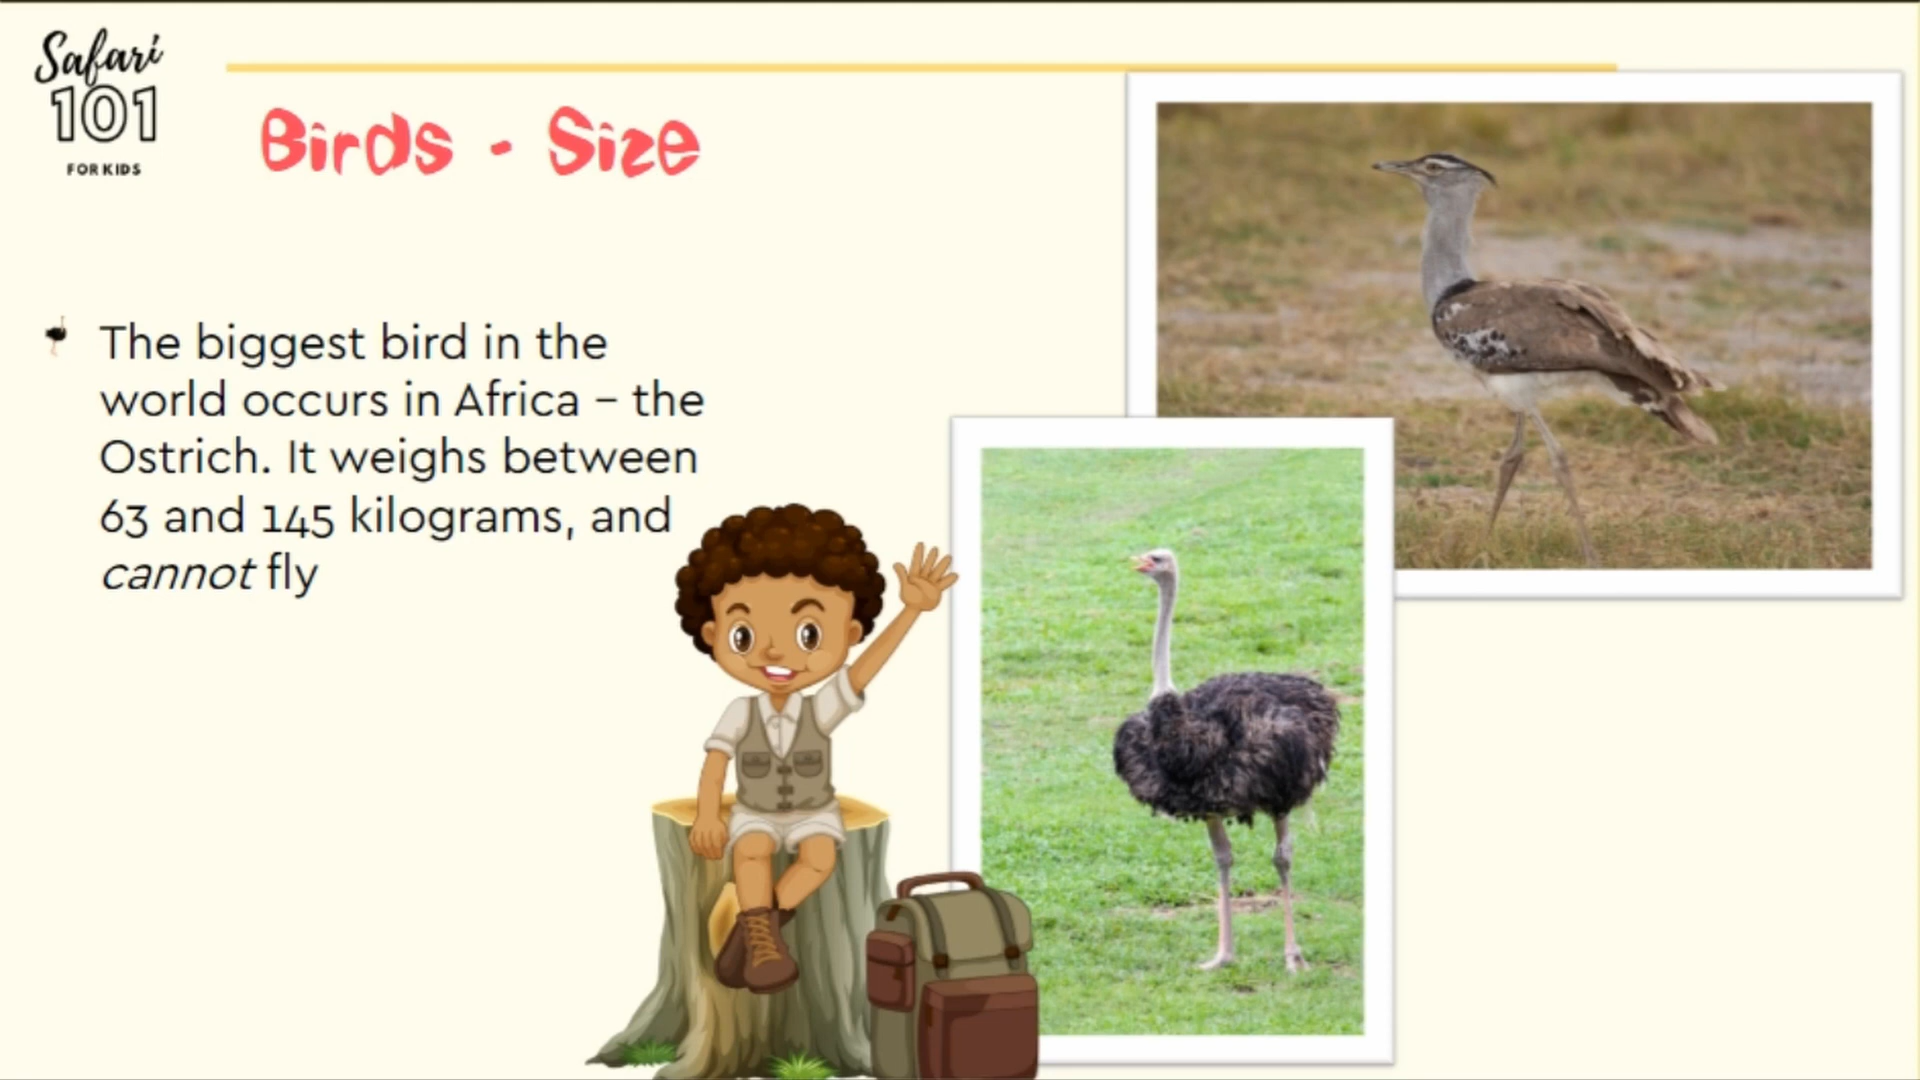 Safari
101
FOR KIDS
Birds - Size
The biggest bird in the
world occurs in Africa – the
Ostrich. It weighs between
63 and 145 kilograms, and
cannot fly